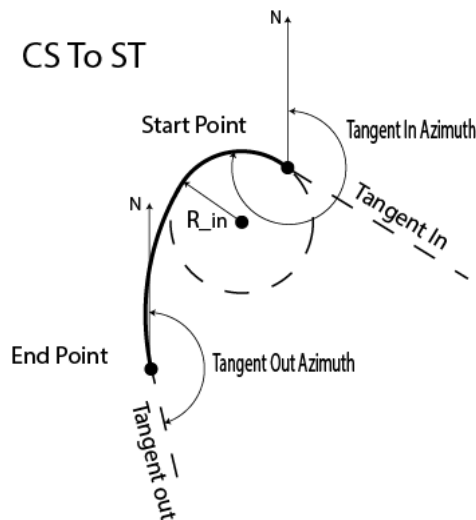 N
CS To ST
Start Point
Tangent In Azimuth
Tangent In
R_in
N
End Point
Tangent Out Azimuth
Tangent out